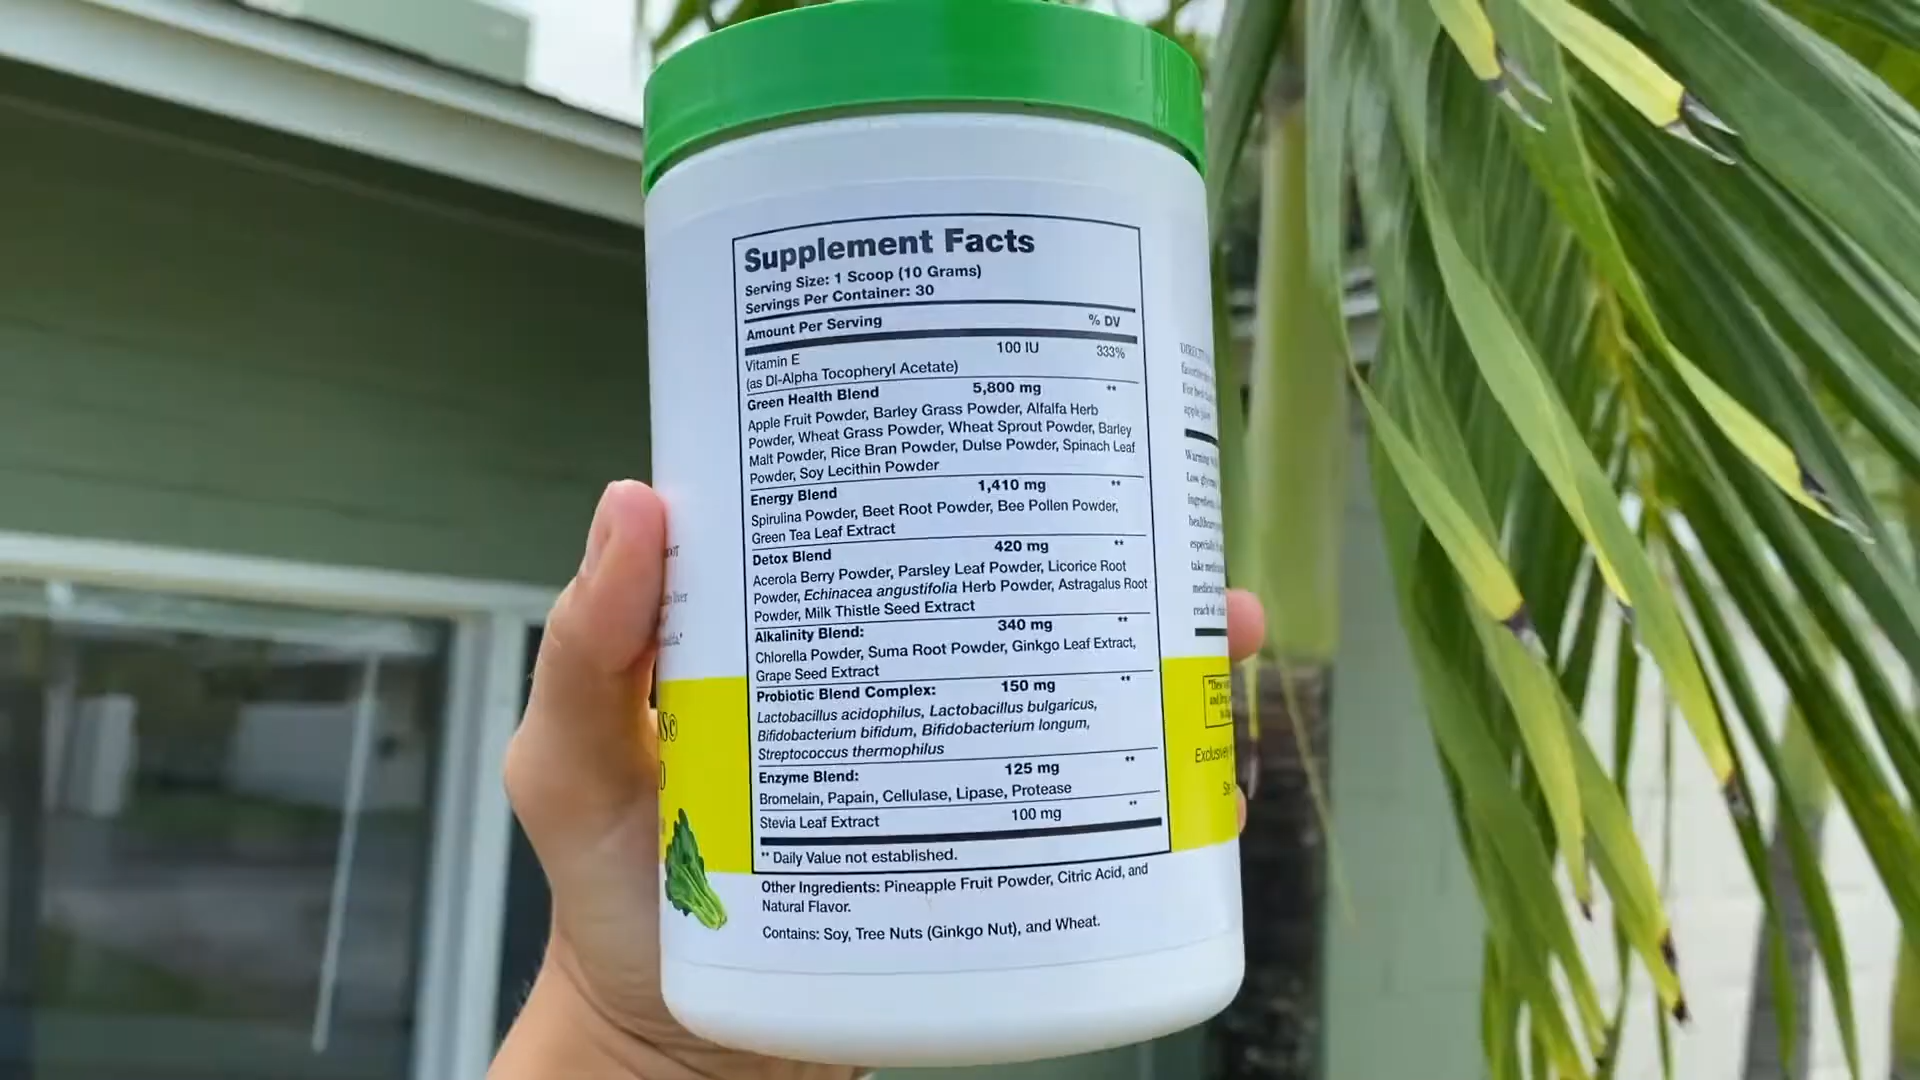 Supplement Facts
Serving Size: 1 Scoop (10 Grams)
Servings Per Container: 30
Amount Per Serving % DV
Vitamin E 100 IU 333%
(as Dl-Alpha Tocopheryl Acetate)
Green Health Blend 5,800 mg **
Apple Fruit Powder, Barley Grass Powder, Alfalfa Herb
Powder, Wheat Grass Powder, Wheat Sprout Powder, Barley
Malt Powder, Rice Bran Powder, Dulse Powder, Spinach Leaf
Powder, Soy Lecithin Powder
Energy Blend 1,410 mg **
Spirulina Powder, Beet Root Powder, Bee Pollen Powder,
Green Tea Leaf Extract
Detox Blend 420 mg **
Acerola Berry Powder, Parsley Leaf Powder, Licorice Root
Powder, Echinacea angustifolia Herb Powder, Astragalus Root
Powder, Milk Thistle Seed Extract
Alkalinity Blend: 340 mg **
Chlorella Powder, Suma Root Powder, Ginkgo Leaf Extract,
Grape Seed Extract
Probiotic Blend Complex: 150 mg **
Lactobacillus acidophilus, Lactobacillus bulgaricus,
Bifidobacterium bifidum, Bifidobacterium longum,
Streptococcus thermophilus
Enzyme Blend: 125 mg **
Bromelain, Papain, Cellulase, Lipase, Protease
Stevia Leaf Extract 100 mg **
** Daily Value not established.
Other Ingredients: Pineapple Fruit Powder, Citric Acid, and
Natural Flavor.
Contains: Soy, Tree Nuts (Ginkgo Nut), and Wheat.
liver
Warning
take
medical
reach of